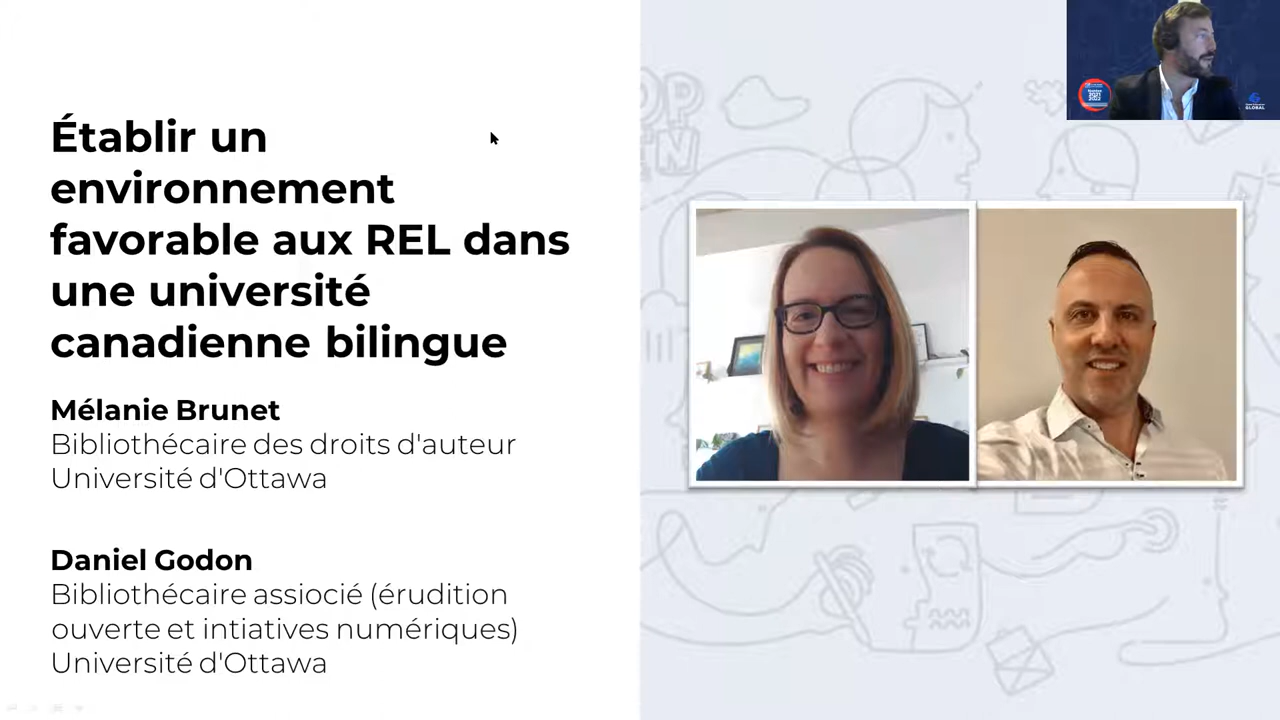 Établir un
environnement
favorable aux REL dans
une université
canadienne bilingue
Mélanie Brunet
Bibliothécaire des droits d'auteur
Université d'Ottawa
Daniel Godon
Bibliothécaire assiocié (érudition
ouverte et intiatives numériques)
Université d'Ottawa
GLOBAL